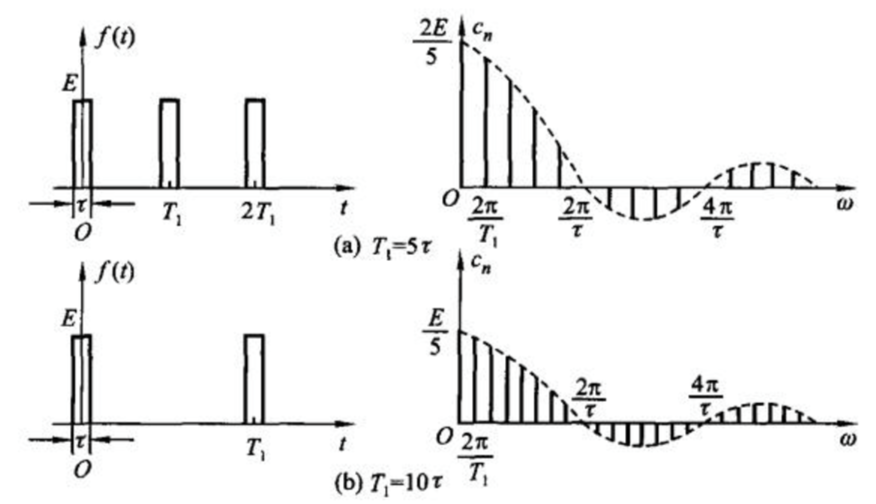 f(t)
E
τ
O
T₁
2T₁
t
2E/5
cₙ
O
2π/T₁
2π/τ
4π/τ
ω
(a) T₁=5τ
f(t)
E
τ
O
T₁
t
cₙ
E/5
O
2π/T₁
2π/τ
4π/τ
ω
(b) T₁=10τ